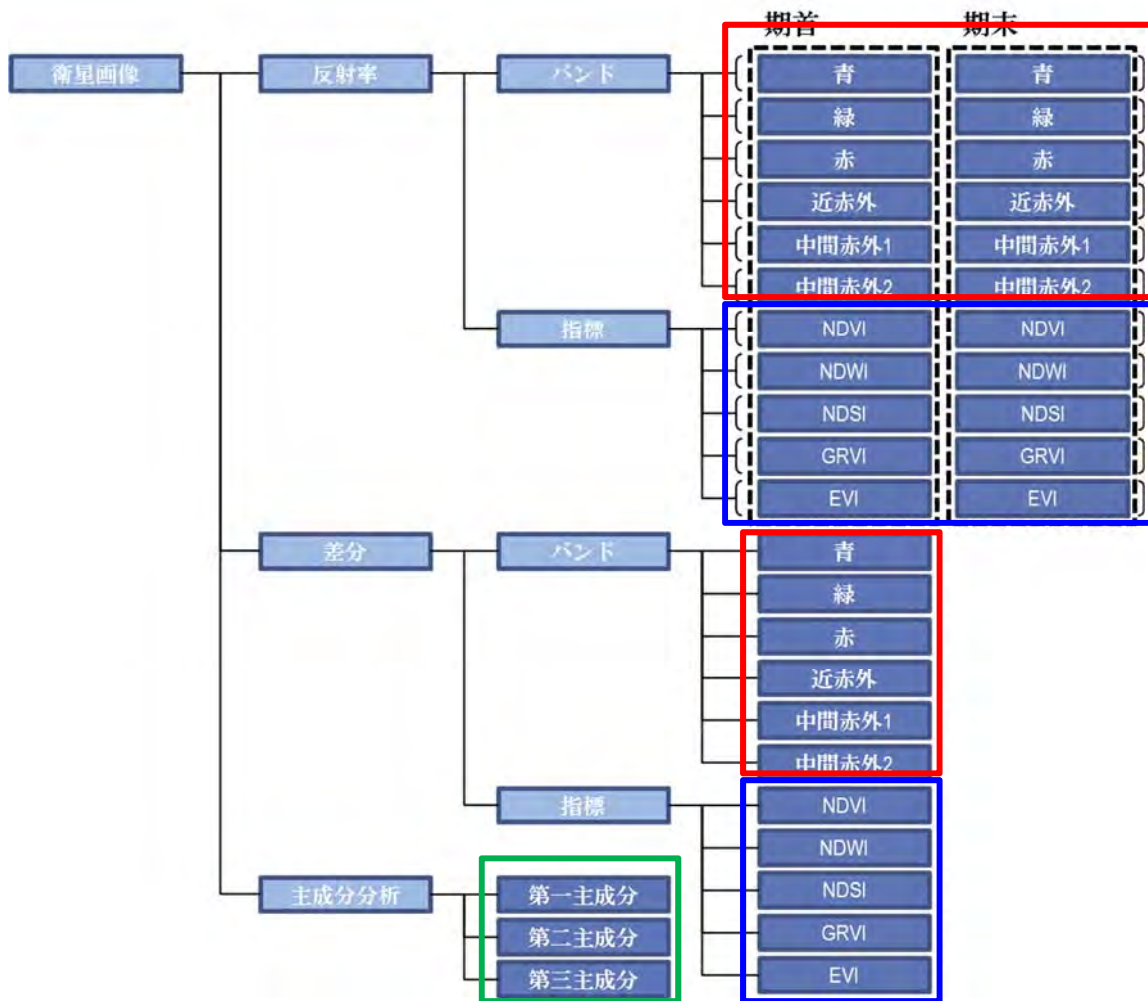 期首 期末
衛星画像 反射率 バンド 青 青
緑 緑
赤 赤
近赤外 近赤外
中間赤外1 中間赤外1
中間赤外2 中間赤外2
指標 NDVI NDVI
NDWI NDWI
NDSI NDSI
GRVI GRVI
EVI EVI
差分 バンド 青
緑
赤
近赤外
中間赤外1
中間赤外2
指標 NDVI
NDWI
主成分分析 第一主成分 NDSI
第二主成分 GRVI
第三主成分 EVI